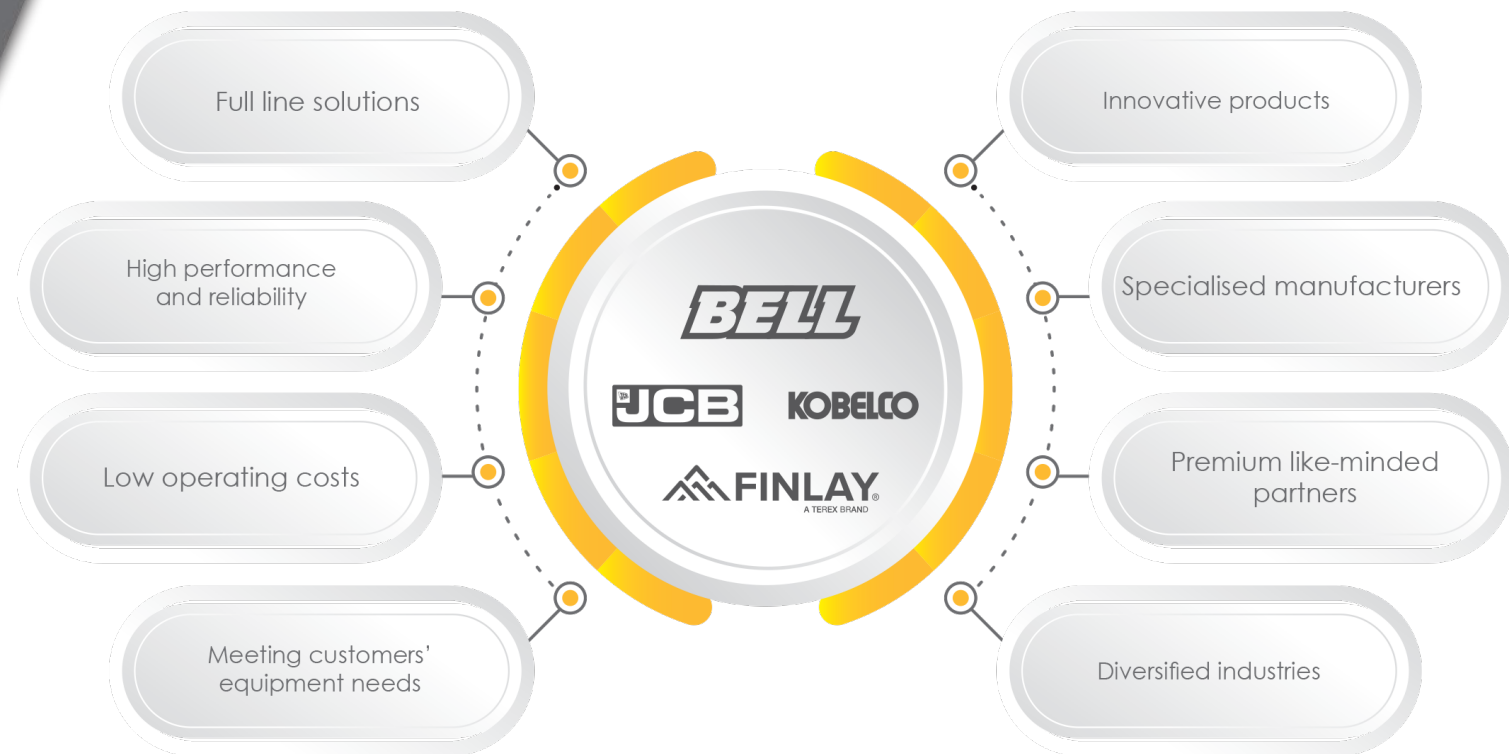 Full line solutions
High performance
and reliability
Low operating costs
Meeting customers’
equipment needs
BELL
JCB
KOBELCO
FINLAY®
A TEREX BRAND
Innovative products
Specialised manufacturers
Premium like-minded
partners
Diversified industries